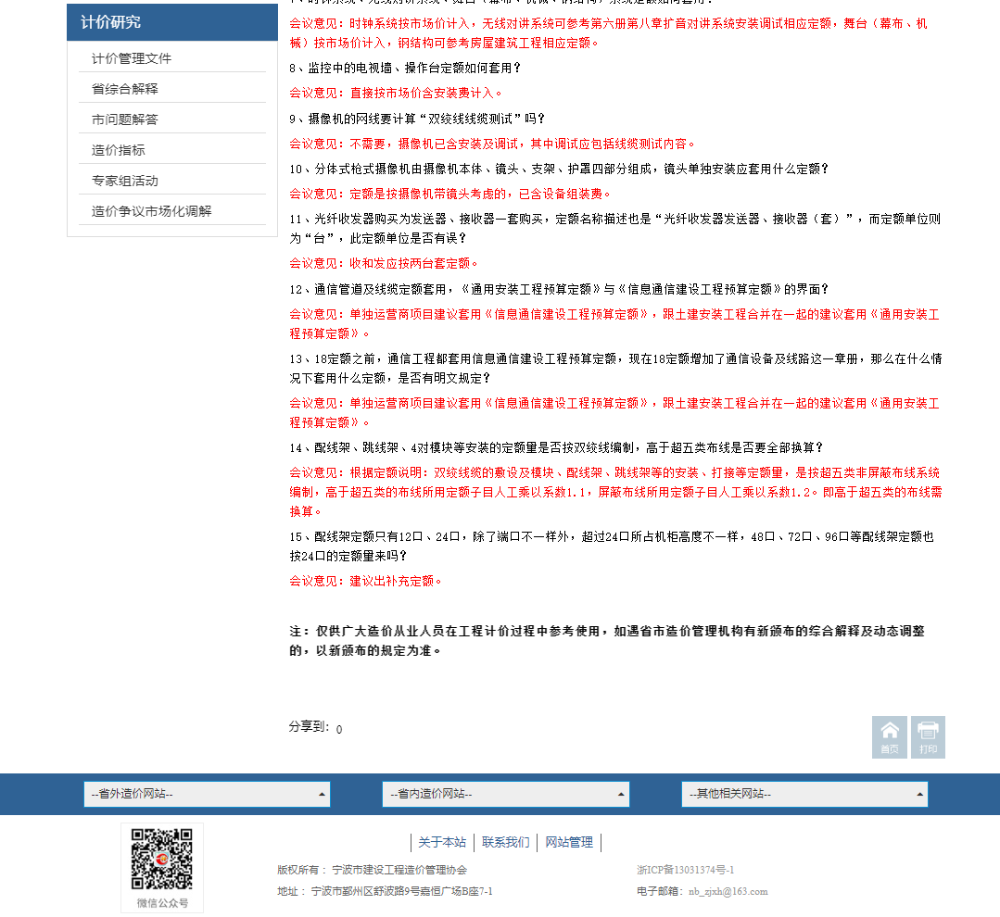 计价研究
计价管理文件
省综合解释
市问题解答
造价指标
专家组活动
造价争议市场化调解
会议意见：时钟系统按市场价计入，无线对讲系统可参考第六册第八章扩音对讲系统安装调试相应定额，舞台（幕布、机
械）按市场价计入，钢结构可参考房屋建筑工程相应定额。
8、监控中的电视墙、操作台定额如何套用？
会议意见：直接按市场价含安装费计入。
9、摄像机的网线要计算“双绞线线缆测试”吗？
会议意见：不需要，摄像机已含安装及调试，其中调试应包括线缆测试内容。
10、分体式枪式摄像机由摄像机本体、镜头、支架、护罩四部分组成，镜头单独安装应套用什么定额？
会议意见：定额是按摄像机带镜头考虑的，已含设备组装费。
11、光纤收发器购买为发送器、接收器一套购买，定额名称描述也是“光纤收发器发送器、接收器（套）”，而定额单位则
为“台”，此定额单位是否有误？
会议意见：收和发应按两台套定额。
12、通信管道及线缆定额套用，《通用安装工程预算定额》与《信息通信建设工程预算定额》的界面？
会议意见：单独运营商项目建议套用《信息通信建设工程预算定额》，跟土建安装工程合并在一起的建议套用《通用安装工
程预算定额》。
13、18定额之前，通信工程都套用信息通信建设工程预算定额，现在18定额增加了通信设备及线路这一章册，那么在什么情
况下套用什么定额，是否有明文规定？
会议意见：单独运营商项目建议套用《信息通信建设工程预算定额》，跟土建安装工程合并在一起的建议套用《通用安装工
程预算定额》。
14、配线架、跳线架、4对模块等安装的定额量是否按双绞线编制，高于超五类布线是否要全部换算？
会议意见：根据定额说明：双绞线缆的敷设及模块、配线架、跳线架等的安装、打接等定额量，是按超五类非屏蔽布线系统
编制，高于超五类的布线所用定额子目人工乘以系数1.1，屏蔽布线所用定额子目人工乘以系数1.2。即高于超五类的布线需
换算。
15、配线架定额只有12口、24口，除了端口不一样外，超过24口所占机柜高度不一样，48口、72口、96口等配线架定额也
按24口的定额量来吗？
会议意见：建议出补充定额。
注：仅供广大造价从业人员在工程计价过程中参考使用，如遇省市造价管理机构有新颁布的综合解释及动态调整
的，以新颁布的规定为准。
分享到： 0
首页 打印
--省外造价网站-- --省内造价网站-- --其他相关网站--
关于本站 联系我们 网站管理
版权所有：宁波市建设工程造价管理协会 浙ICP备13031374号-1
地址：宁波市鄞州区舒波路9号嘉恒广场B座7-1 电子邮箱：nb_zjxh@163.com
微信公众号